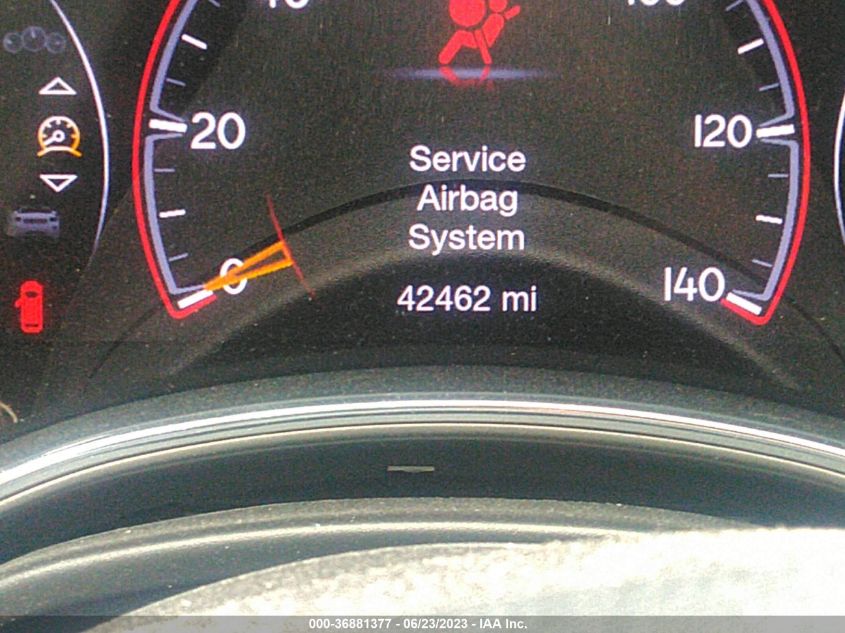 20
120
Service
Airbag
System
0
140
42462 mi
000-36881377 - 06/23/2023 - IAA Inc.